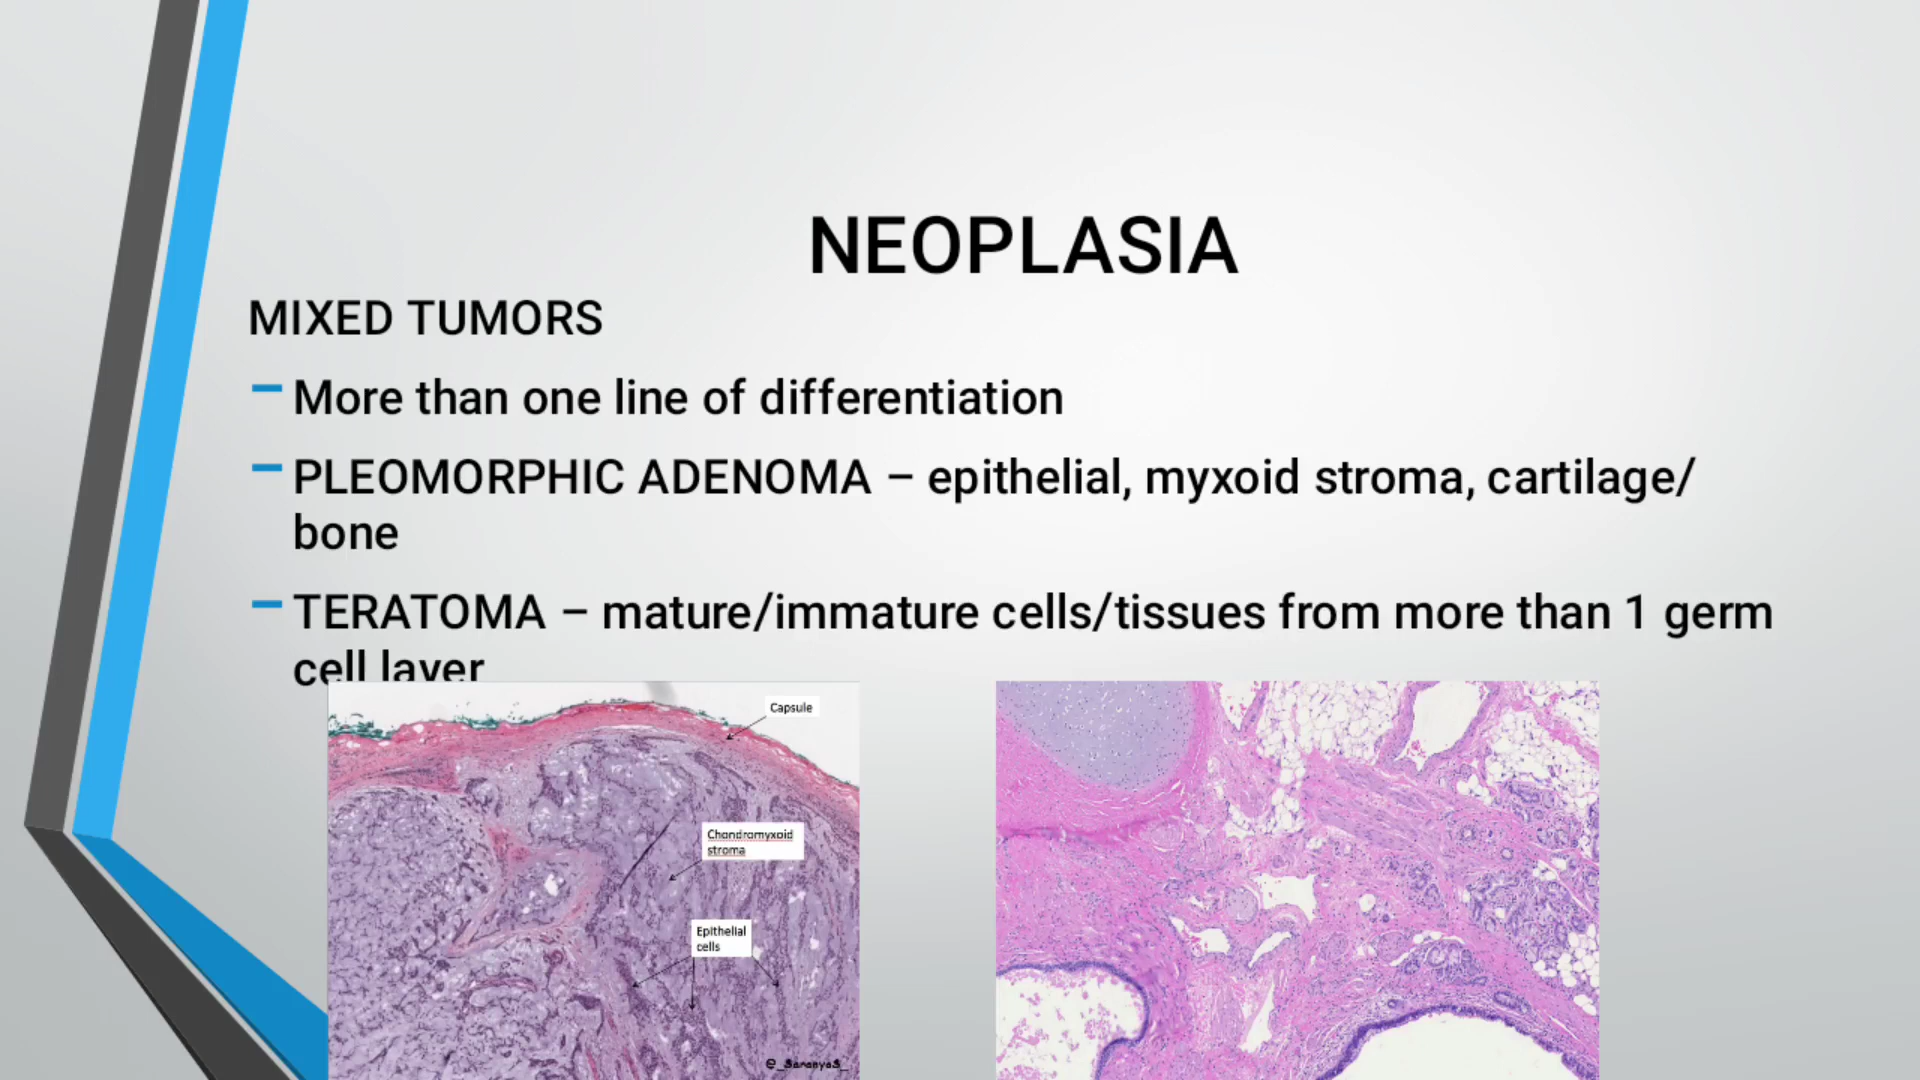 NEOPLASIA
MIXED TUMORS
– More than one line of differentiation
– PLEOMORPHIC ADENOMA – epithelial, myxoid stroma, cartilage/
bone
– TERATOMA – mature/immature cells/tissues from more than 1 germ
cell layer
Capsule
Chondromyxoid
stroma
Epithelial
cells
@_SaranyaS_